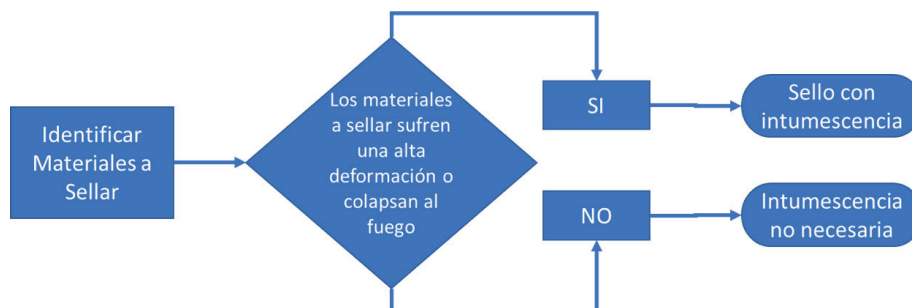 Identificar
Materiales a
Sellar
Los materiales
a sellar sufren
una alta
deformación o
colapsan al
fuego
SI
Sello con
intumescencia
NO
Intumescencia
no necesaria